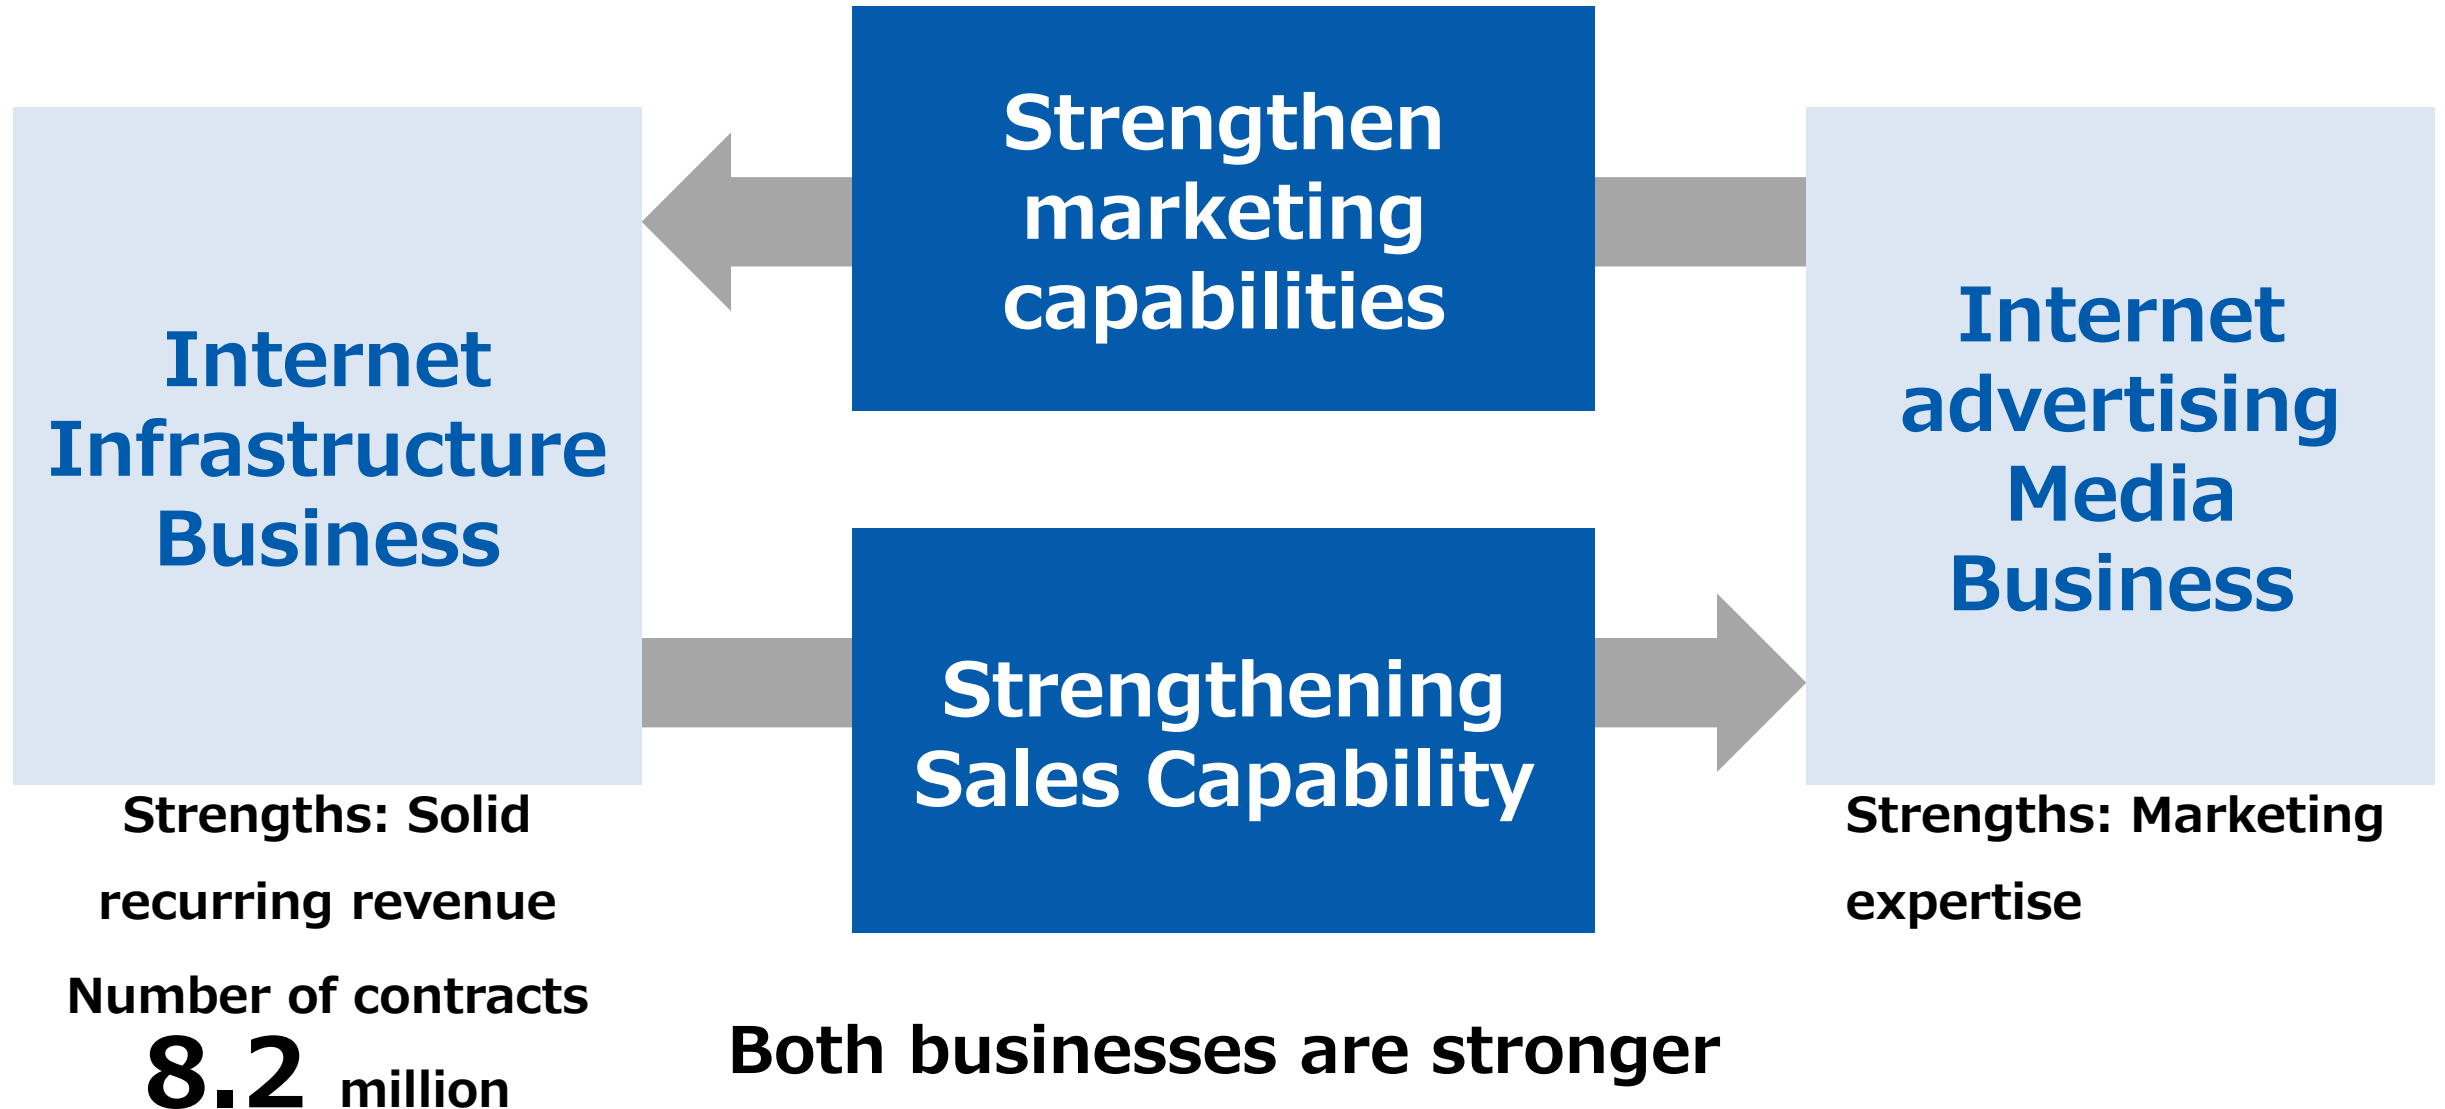 Strengthen
marketing
capabilities
Internet
Infrastructure
Business
Internet
advertising
Media
Business
Strengthening
Sales Capability
Strengths: Solid
recurring revenue
Number of contracts
8.2 million
Strengths: Marketing
expertise
Both businesses are stronger